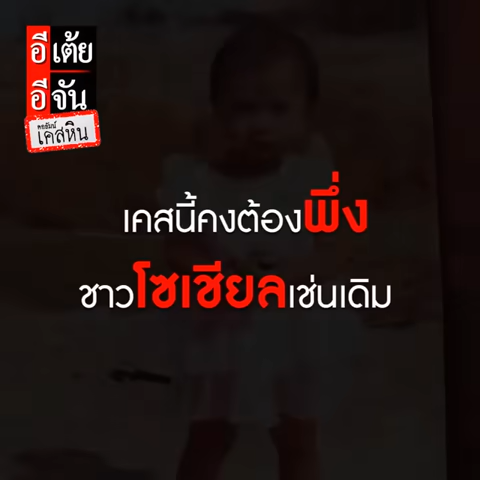 อีเต้ย
อีจัน
คอลัมน์
เคสหิน
เคสนี้คงต้องพึ่ง
ชาวโซเชียลเช่นเดิม